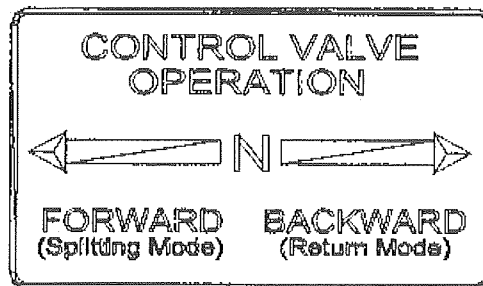 CONTROL VALVE
OPERATION
N
FORWARD BACKWARD
(Splitting Mode) (Return Mode)